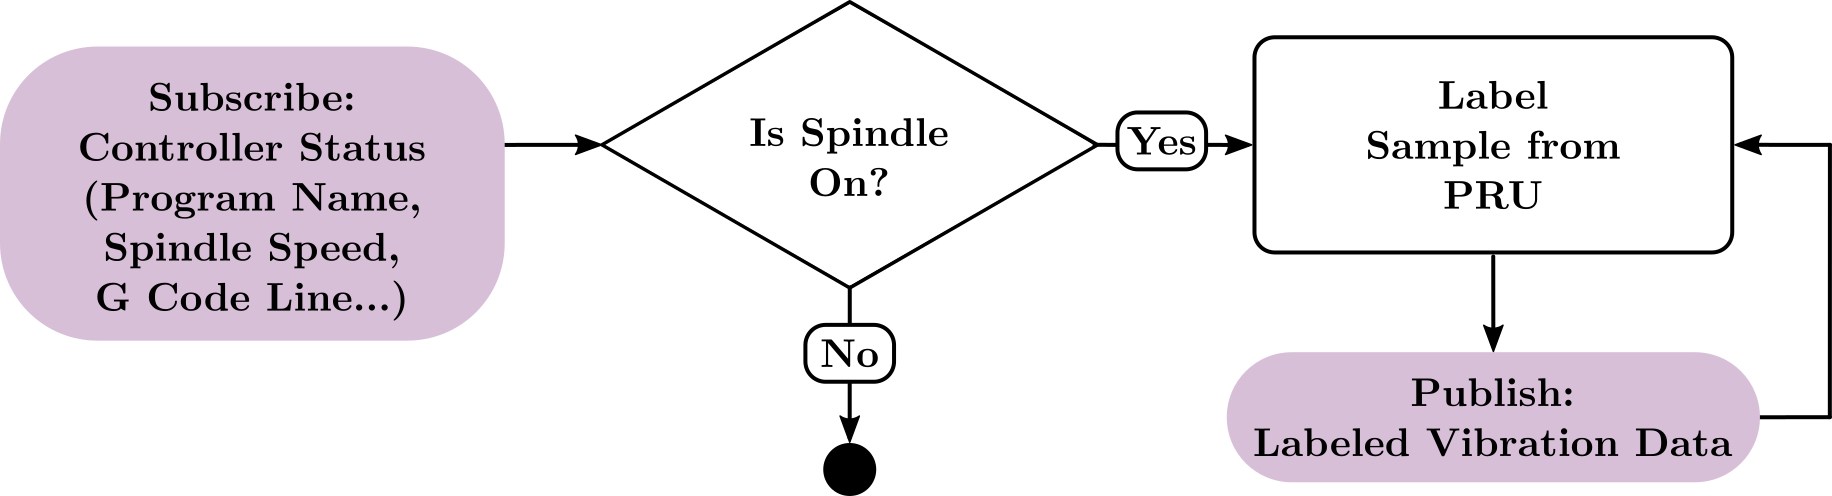 Subscribe:
Controller Status
(Program Name,
Spindle Speed,
G Code Line...)
Is Spindle
On?
Yes
No
Label
Sample from
PRU
Publish:
Labeled Vibration Data